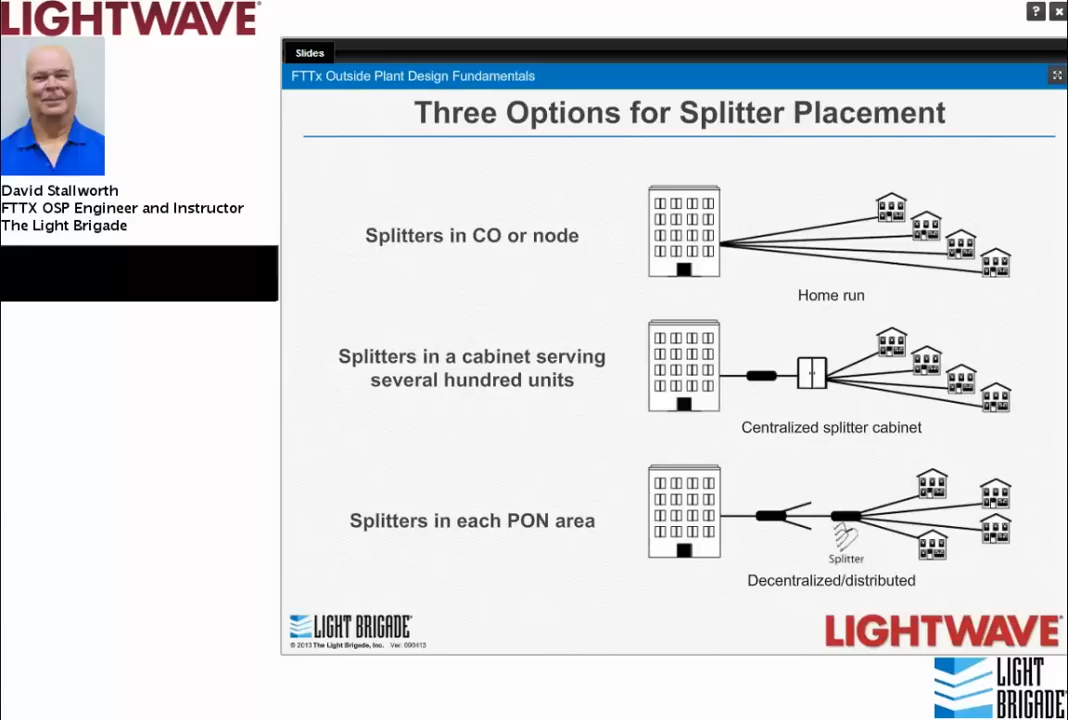 LIGHTWAVE®
David Stallworth
FTTX OSP Engineer and Instructor
The Light Brigade
? ×
Slides
FTTx Outside Plant Design Fundamentals
Three Options for Splitter Placement
Splitters in CO or node
Home run
Splitters in a cabinet serving
several hundred units
Centralized splitter cabinet
Splitters in each PON area
Splitter
Decentralized/distributed
LIGHT BRIGADE®
© 2013 The Light Brigade, Inc. Ver: 090413
LIGHTWAVE®
LIGHT
BRIGADE